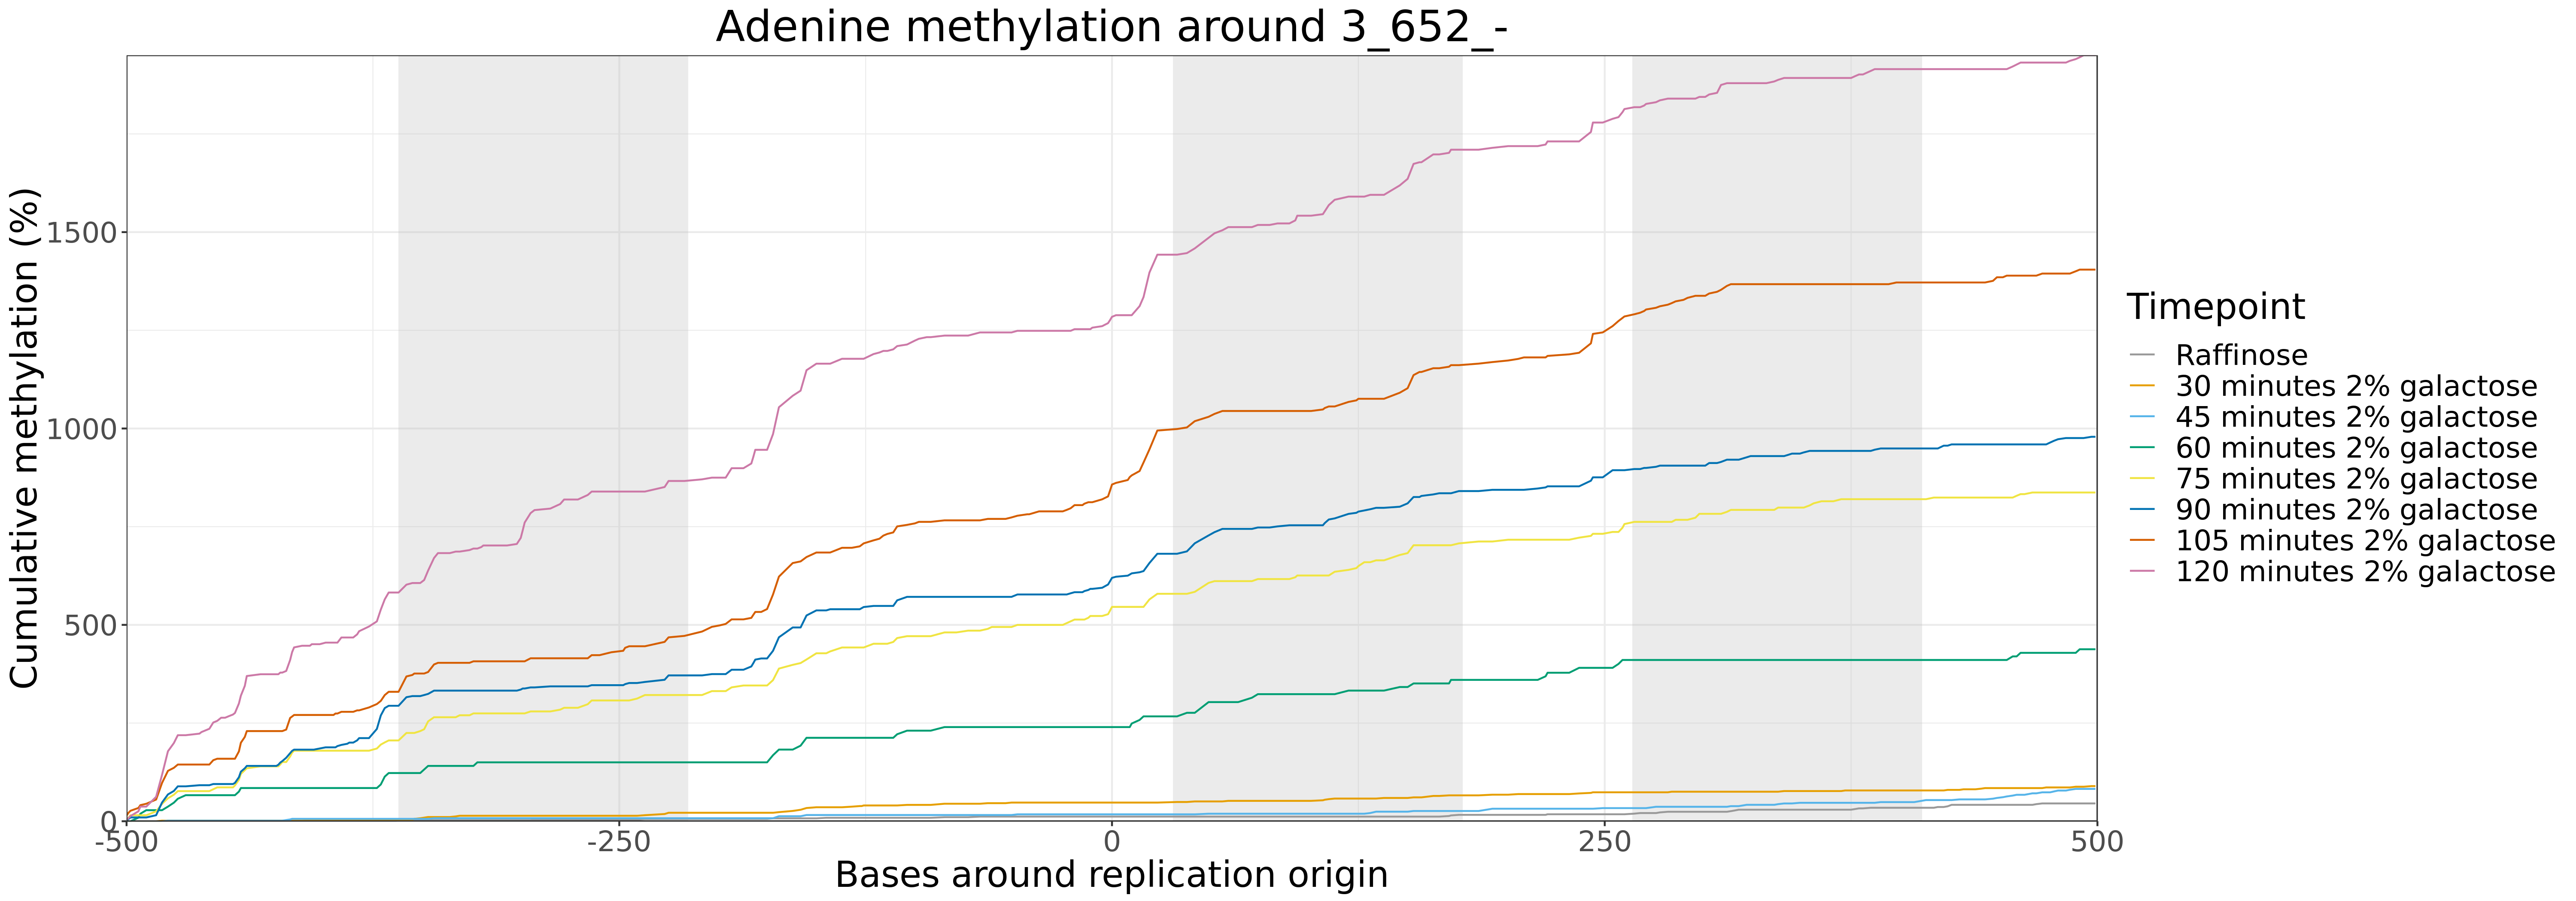 Adenine methylation around 3_652_-
Cumulative methylation (%)
1500
1000
500
0
-500
-250
0
250
500
Bases around replication origin
Timepoint
Raffinose
30 minutes 2% galactose
45 minutes 2% galactose
60 minutes 2% galactose
75 minutes 2% galactose
90 minutes 2% galactose
105 minutes 2% galactose
120 minutes 2% galactose